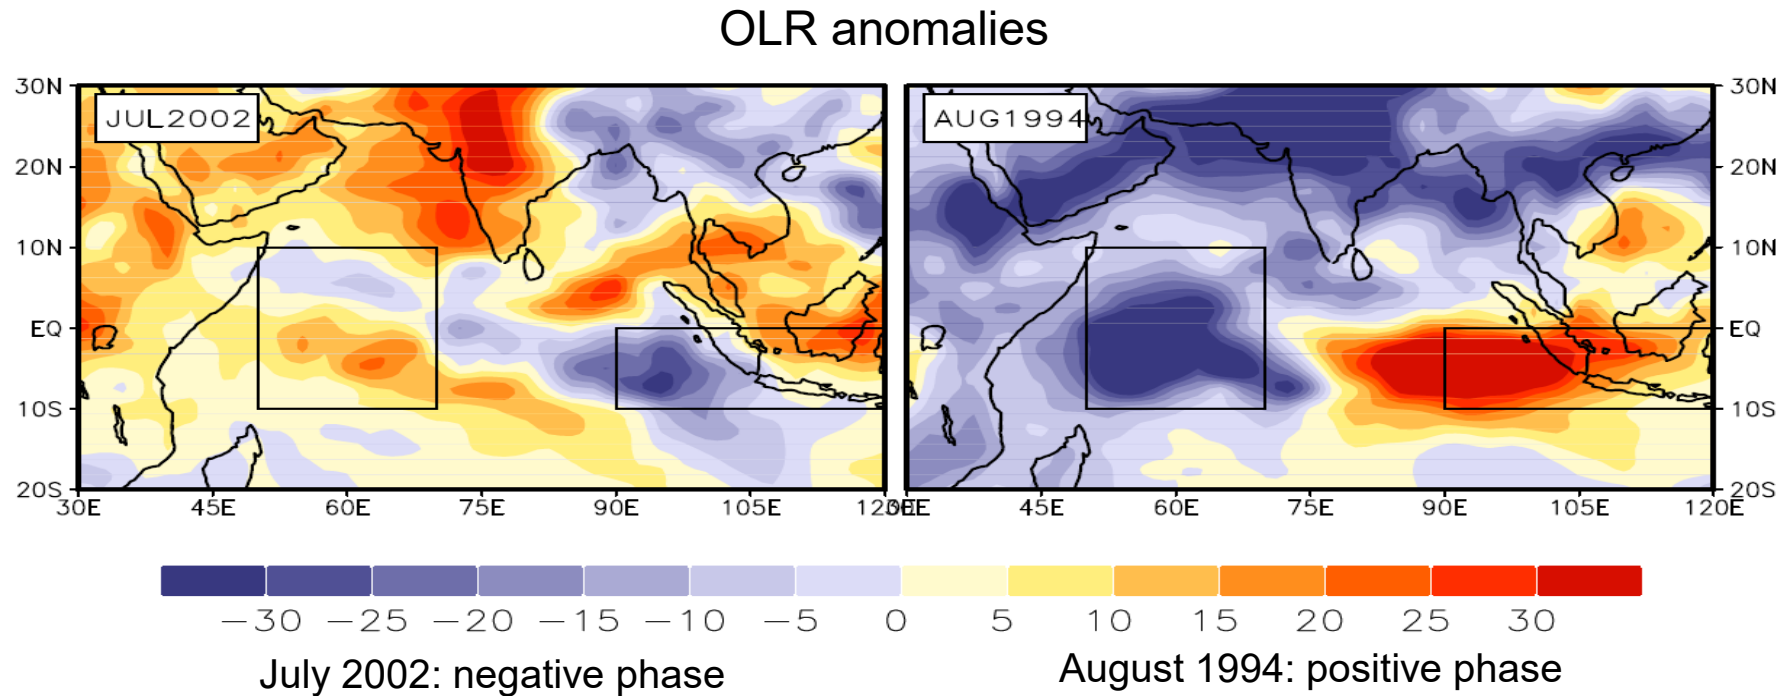 OLR anomalies
30N
JUL2002
20N
10N
EQ
10S
20S
30E 45E 60E 75E 90E 105E 120E
AUG1994
30N
20N
10N
EQ
10S
20S
30E 45E 60E 75E 90E 105E 120E
−30 −25 −20 −15 −10 −5 0 5 10 15 20 25 30
July 2002: negative phase
August 1994: positive phase